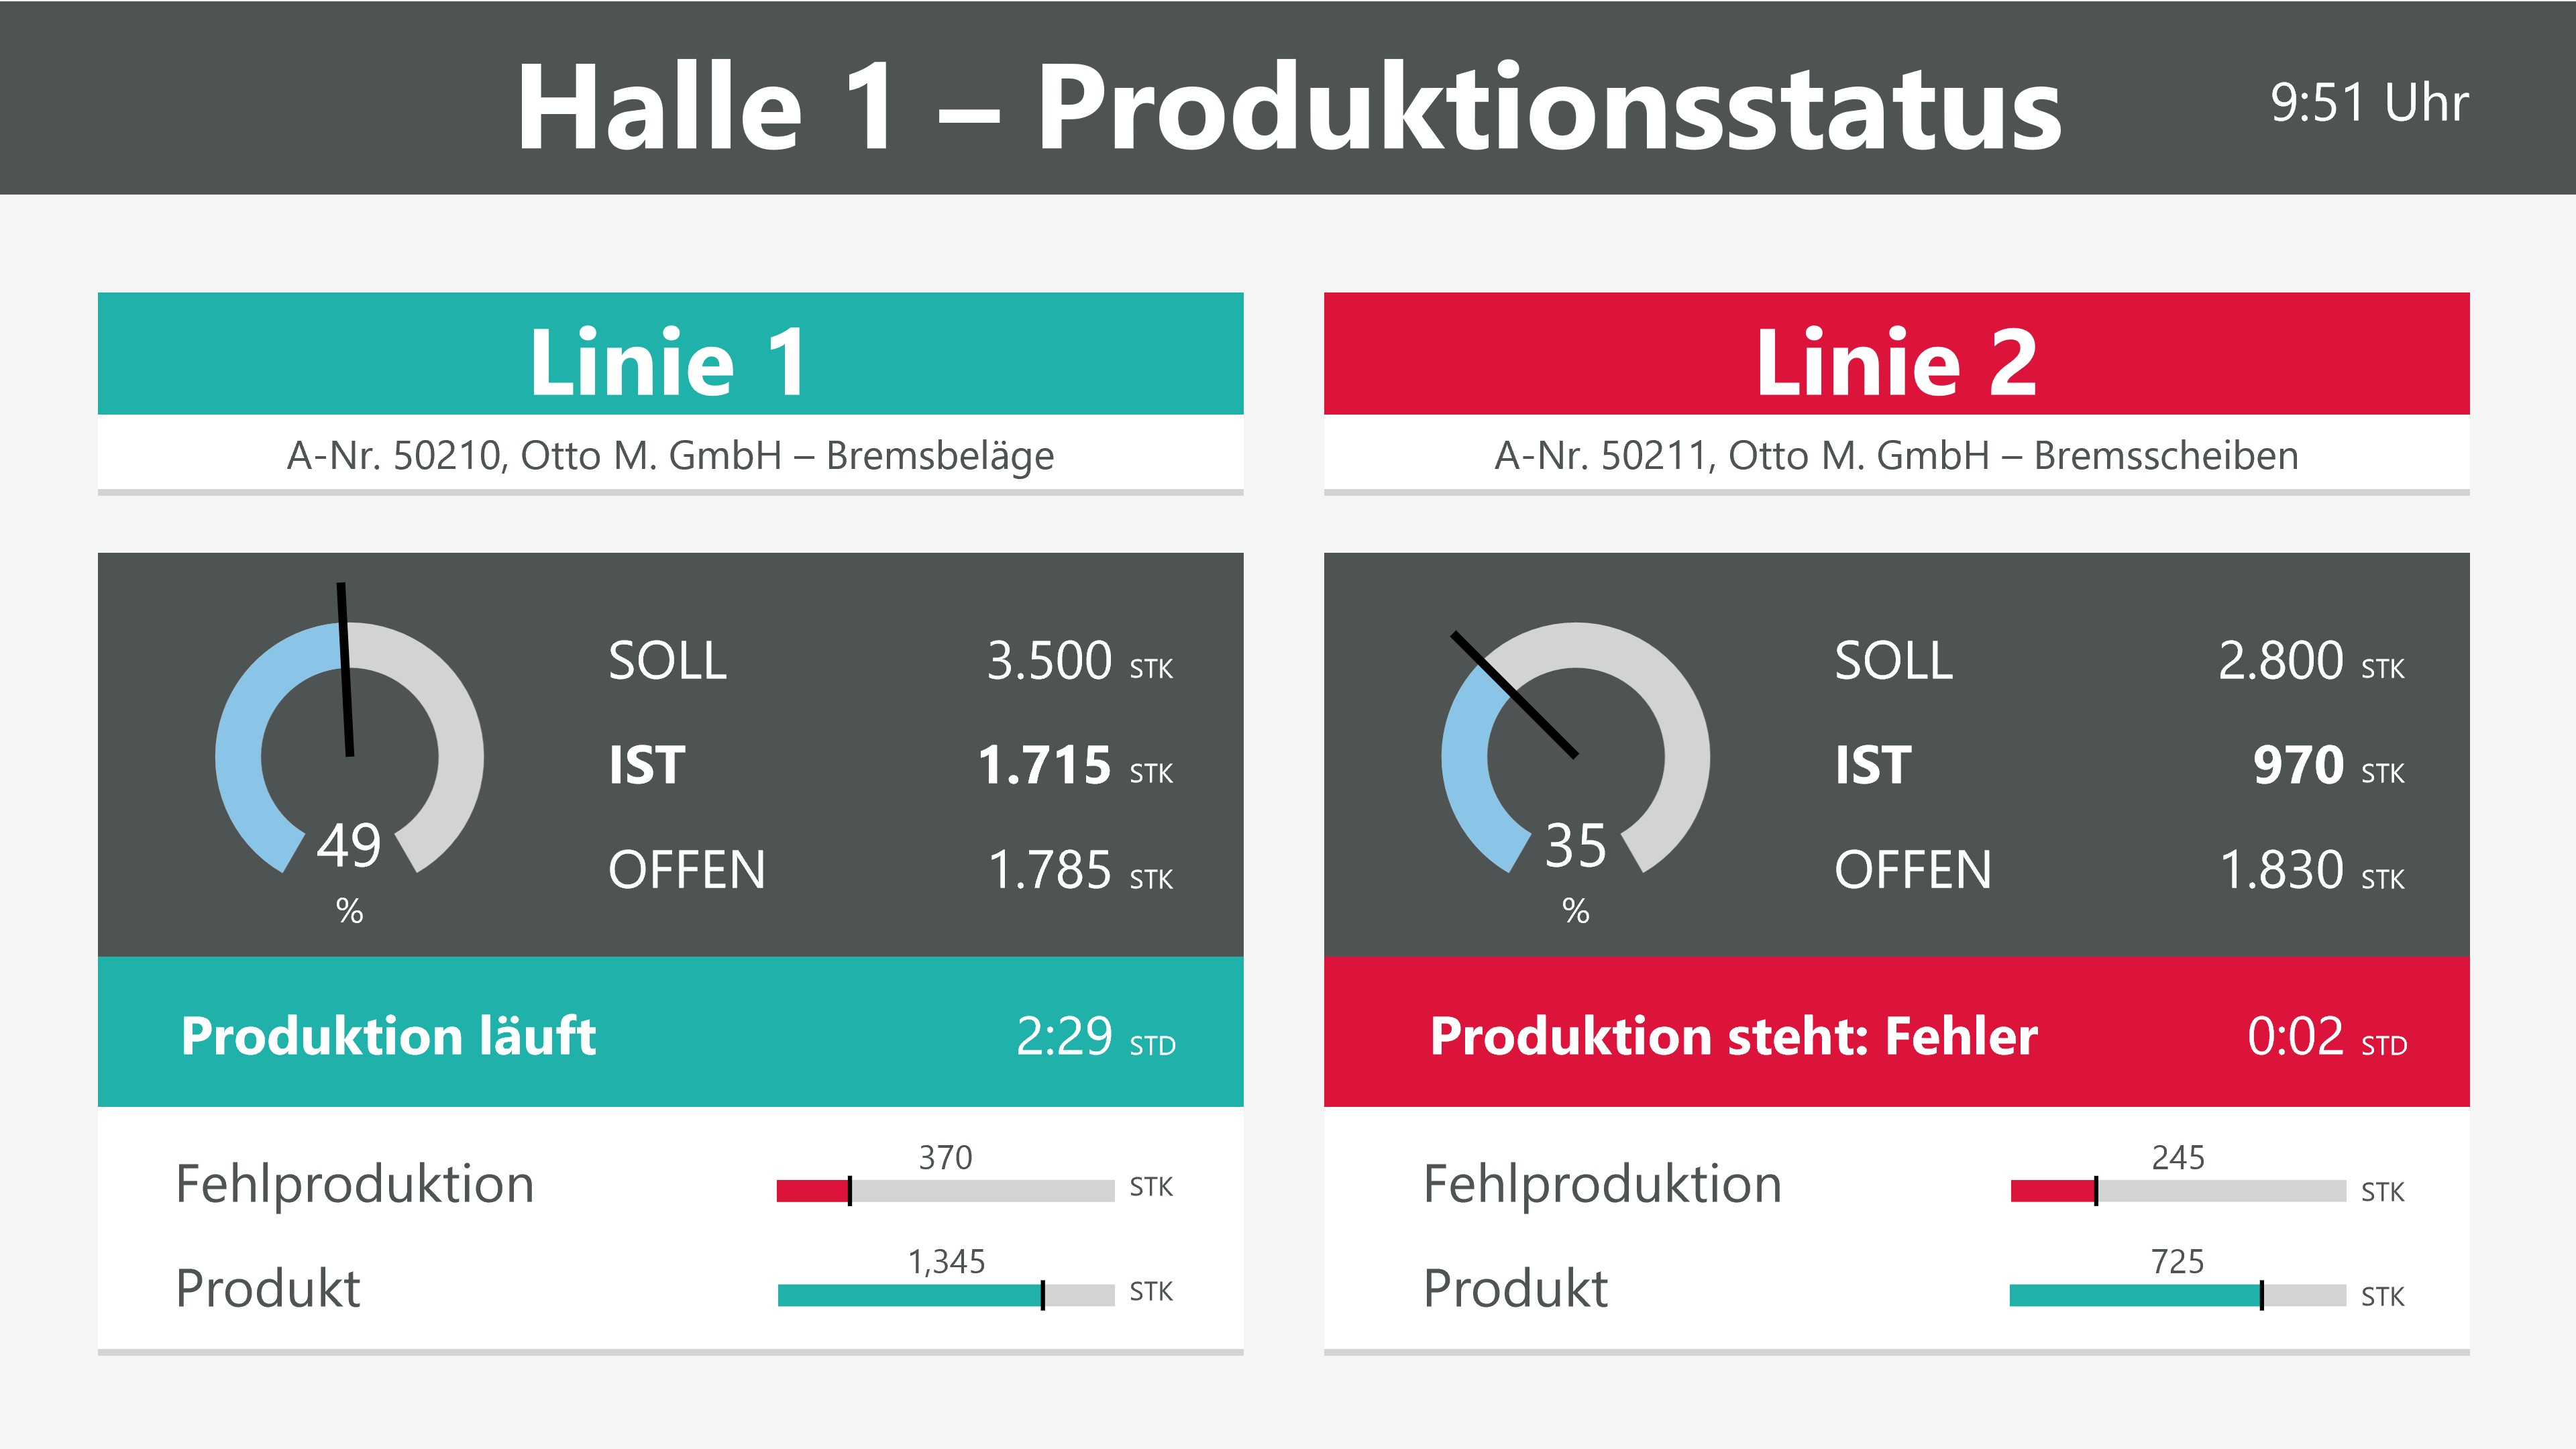 Halle 1 – Produktionsstatus
9:51 Uhr
Linie 1
A-Nr. 50210, Otto M. GmbH – Bremsbeläge
49
%
SOLL 3.500 STK
IST 1.715 STK
OFFEN 1.785 STK
Produktion läuft 2:29 STD
Fehlproduktion 370 STK
Produkt 1,345 STK
Linie 2
A-Nr. 50211, Otto M. GmbH – Bremsscheiben
35
%
SOLL 2.800 STK
IST 970 STK
OFFEN 1.830 STK
Produktion steht: Fehler 0:02 STD
Fehlproduktion 245 STK
Produkt 725 STK